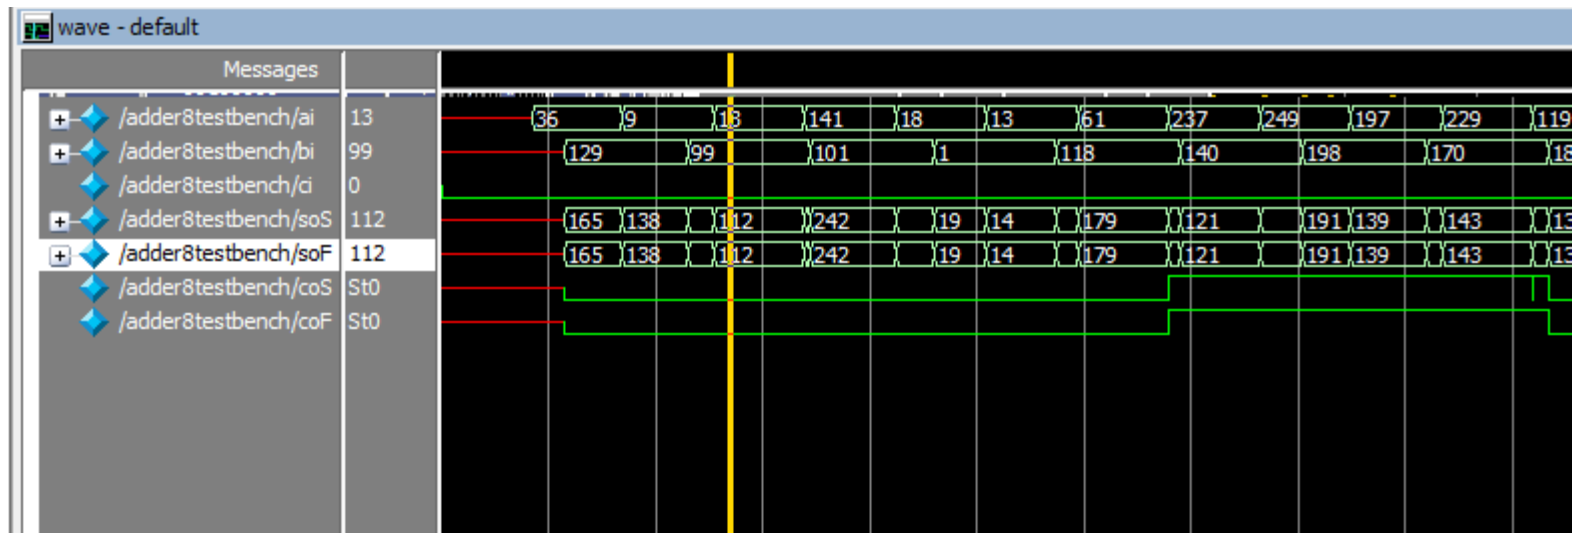 wave - default
Messages
/adder8testbench/ai 13 36 9 13 141 18 13 61 237 249 197 229 119
/adder8testbench/bi 99 129 99 101 1 118 140 198 170 18
/adder8testbench/ci 0
/adder8testbench/soS 112 165 138 112 242 19 14 179 121 191 139 143 13
/adder8testbench/soF 112 165 138 112 242 19 14 179 121 191 139 143 13
/adder8testbench/coS St0
/adder8testbench/coF St0